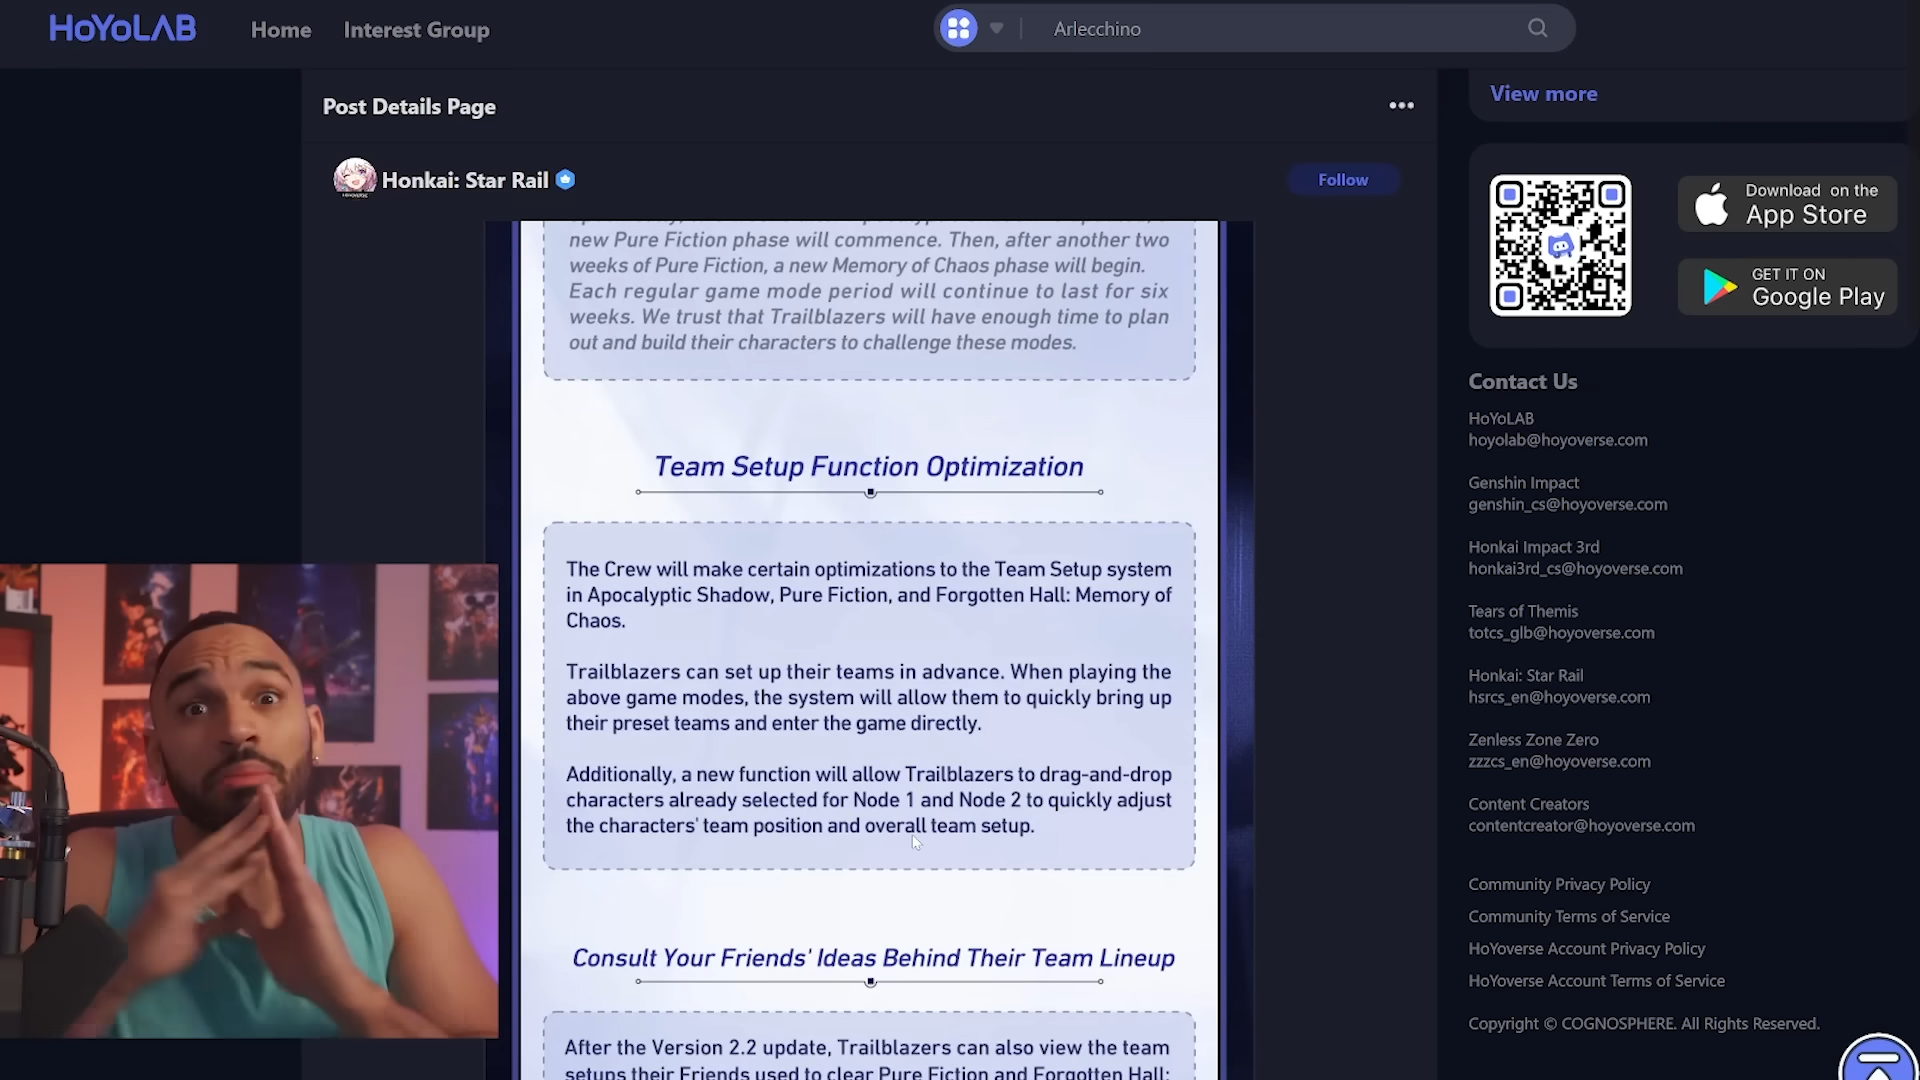 HoYoLAB
Home
Interest Group
Arlecchino
Post Details Page
View more
Honkai: Star Rail
Follow
Download on the
App Store
GET IT ON
Google Play
new Pure Fiction phase will commence. Then, after another two
weeks of Pure Fiction, a new Memory of Chaos phase will begin.
Each regular game mode period will continue to last for six
weeks. We trust that Trailblazers will have enough time to plan
out and build their characters to challenge these modes.
Team Setup Function Optimization
The Crew will make certain optimizations to the Team Setup system
in Apocalyptic Shadow, Pure Fiction, and Forgotten Hall: Memory of
Chaos.
Trailblazers can set up their teams in advance. When playing the
above game modes, the system will allow them to quickly bring up
their preset teams and enter the game directly.
Additionally, a new function will allow Trailblazers to drag-and-drop
characters already selected for Node 1 and Node 2 to quickly adjust
the characters' team position and overall team setup.
Consult Your Friends' Ideas Behind Their Team Lineup
After the Version 2.2 update, Trailblazers can also view the team
setups their Friends used to clear Pure Fiction and Forgotten Hall:
Contact Us
HoYoLAB
hoyolab@hoyoverse.com
Genshin Impact
genshin_cs@hoyoverse.com
Honkai Impact 3rd
honkai3rd_cs@hoyoverse.com
Tears of Themis
totcs_glb@hoyoverse.com
Honkai: Star Rail
hsrcs_en@hoyoverse.com
Zenless Zone Zero
zzzcs_en@hoyoverse.com
Content Creators
contentcreator@hoyoverse.com
Community Privacy Policy
Community Terms of Service
HoYoverse Account Privacy Policy
HoYoverse Account Terms of Service
Copyright © COGNOSPHERE. All Rights Reserved.